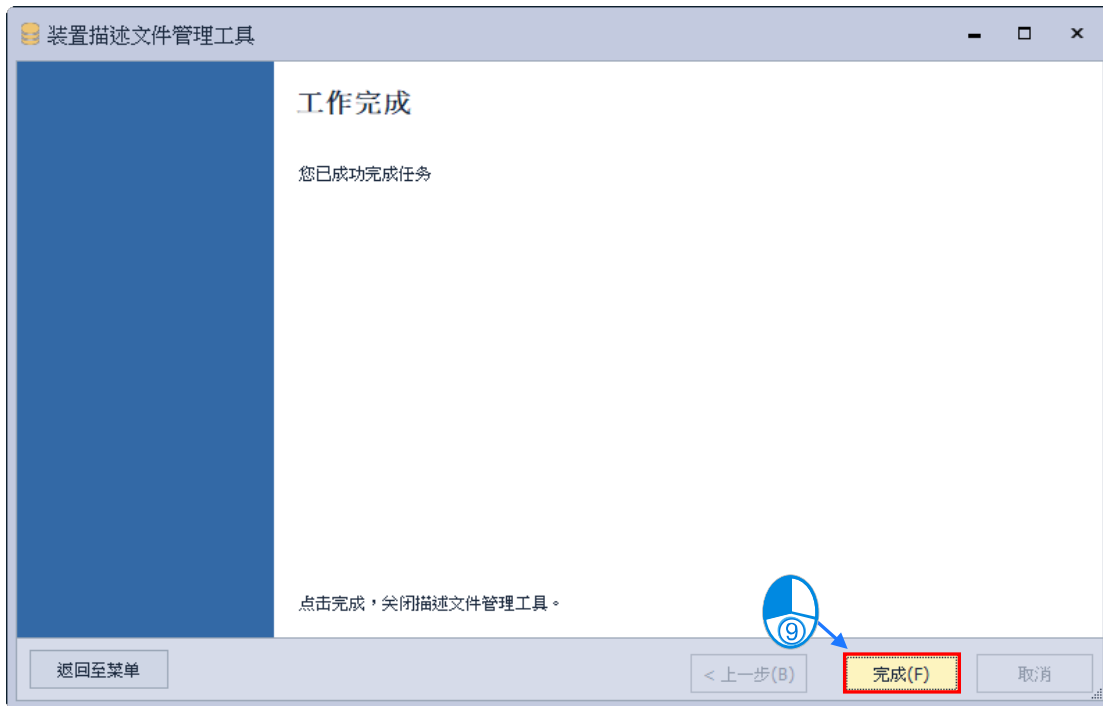 装置描述文件管理工具
工作完成
您已成功完成任务
点击完成，关闭描述文件管理工具。
⑨
返回至菜单
< 上一步(B)
完成(F)
取消